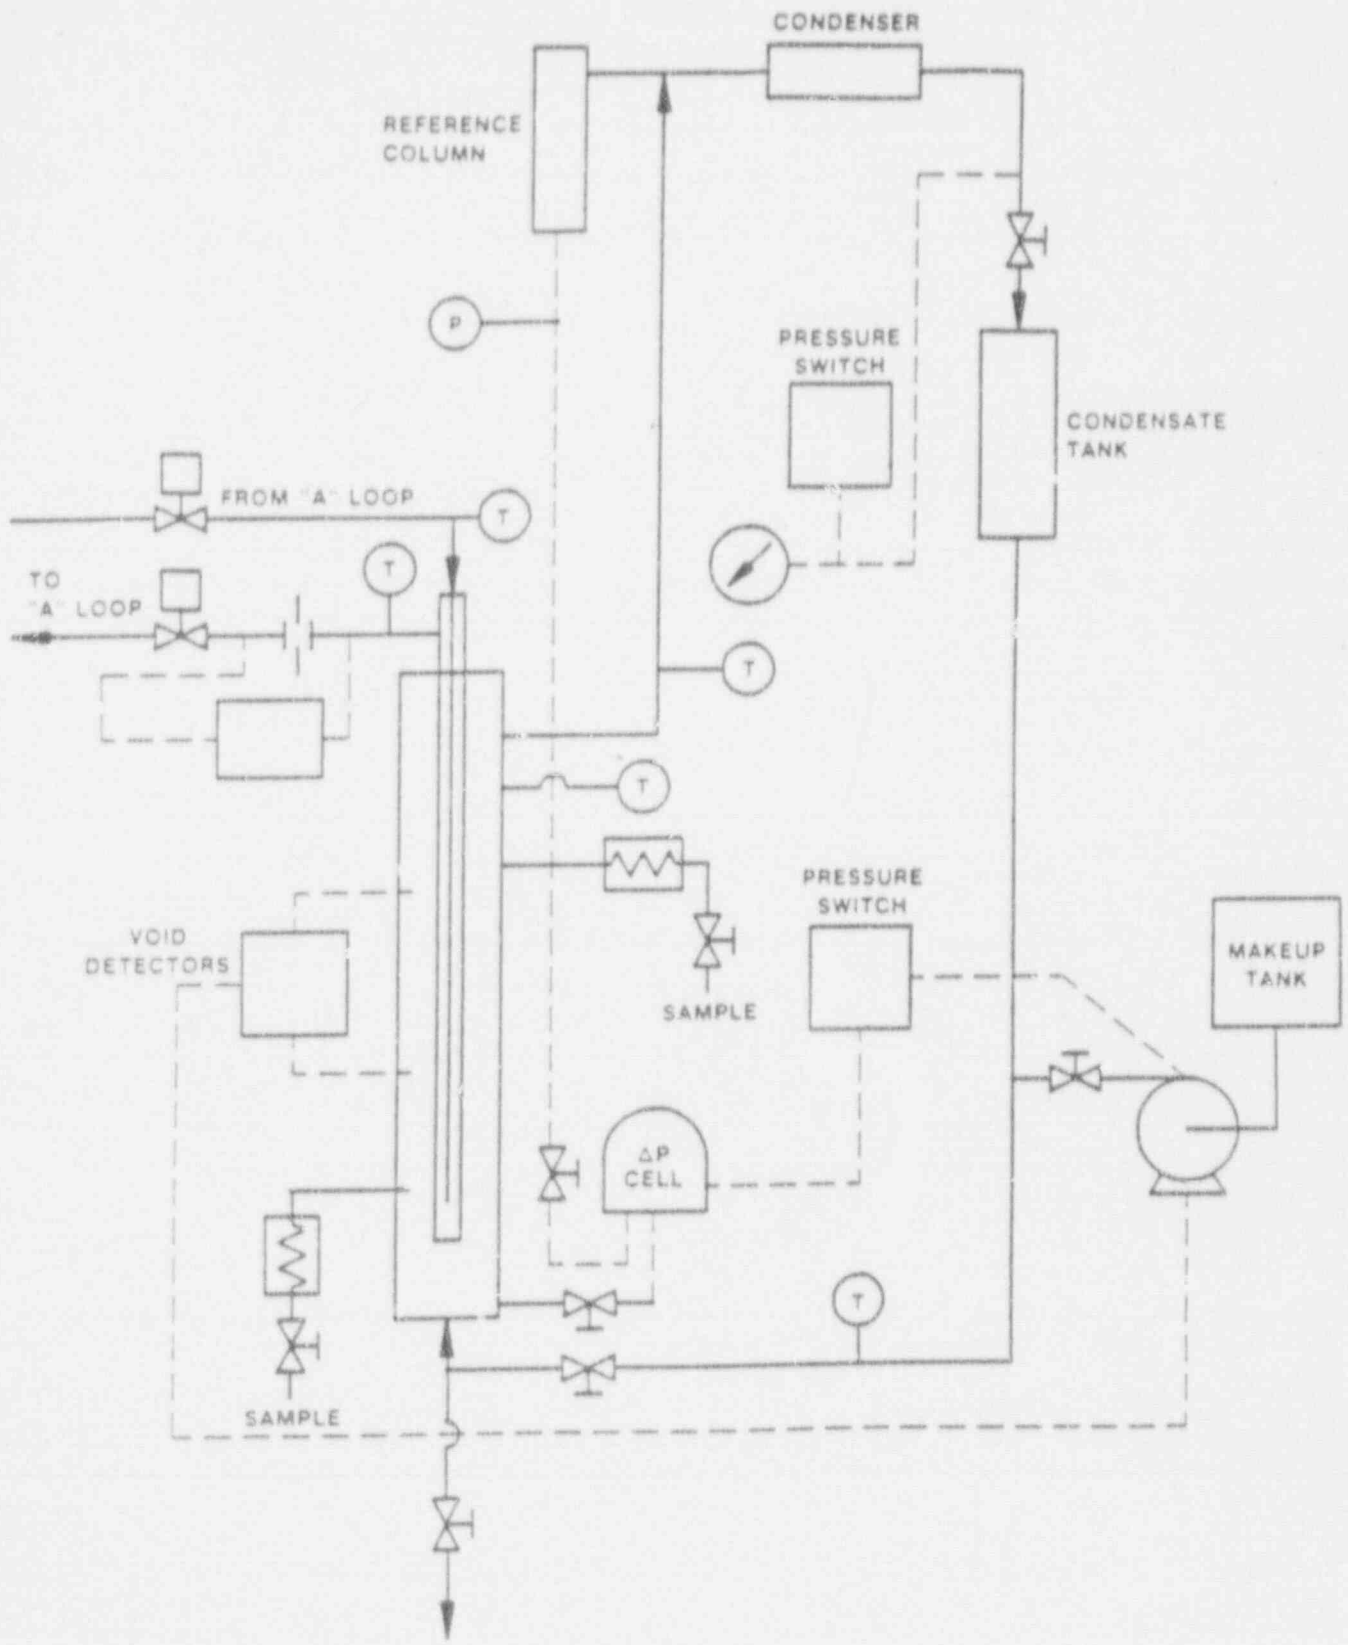 CONDENSER
REFERENCE
COLUMN
P
PRESSURE
SWITCH
CONDENSATE
TANK
FROM "A" LOOP
T
T
TO
"A" LOOP
T
T
PRESSURE
SWITCH
VOID
DETECTORS
MAKEUP
TANK
SAMPLE
ΔP
CELL
T
SAMPLE